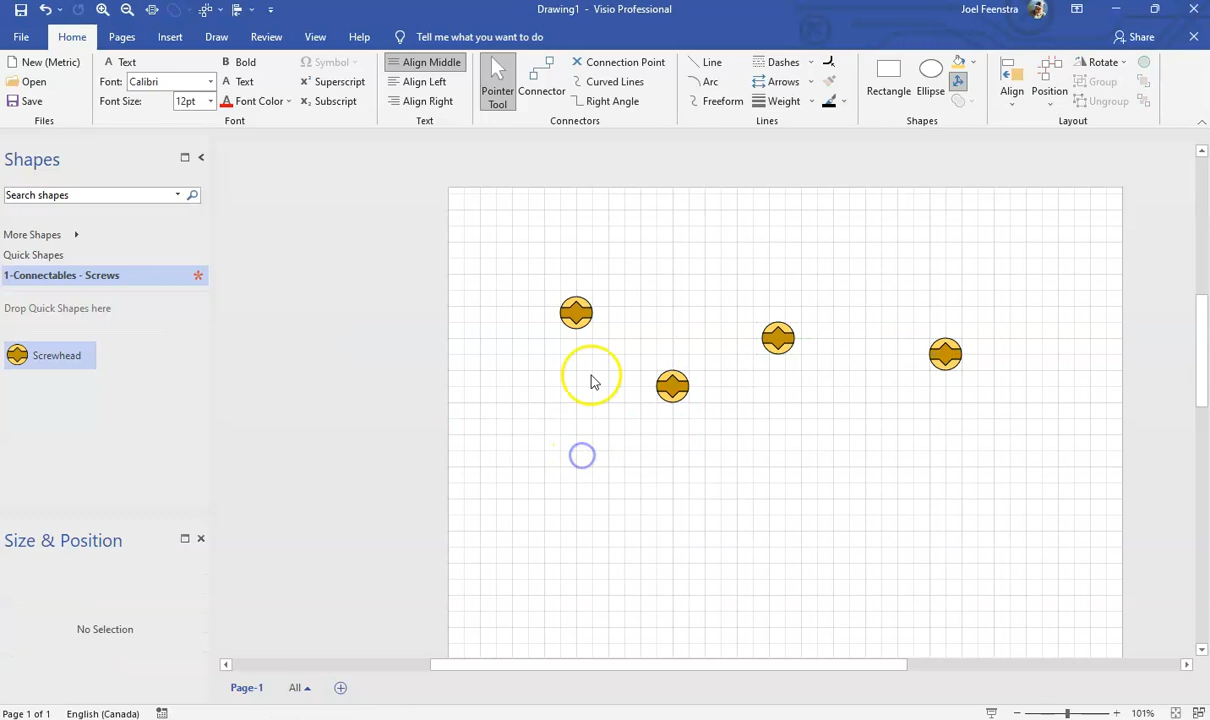 Drawing1 - Visio Professional
Joel Feenstra
File
Home
Pages
Insert
Draw
Review
View
Help
Tell me what you want to do
Share
New (Metric)
Open
Save
Files
Text
Font: Calibri
Font Size: 12pt
Bold
Text
Font Color
Symbol
Superscript
Subscript
Font
Align Middle
Align Left
Align Right
Text
Pointer
Tool
Connector
Connection Point
Curved Lines
Right Angle
Connectors
Line
Arc
Freeform
Dashes
Arrows
Weight
Lines
Rectangle
Ellipse
Shapes
Align
Position
Rotate
Group
Ungroup
Layout
Shapes
Search shapes
More Shapes
Quick Shapes
1-Connectables - Screws
Drop Quick Shapes here
Screwhead
Size & Position
No Selection
Page-1
All
Page 1 of 1
English (Canada)
101%